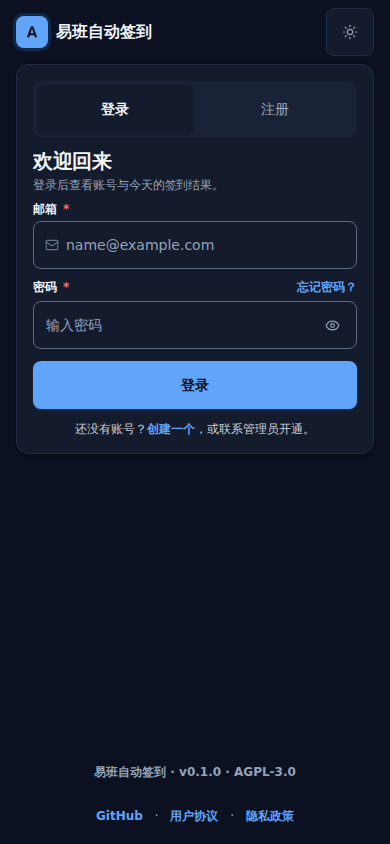 A 易班自动签到
登录 注册
欢迎回来
登录后查看账号与今天的签到结果。
邮箱 *
name@example.com
密码 * 忘记密码？
输入密码
登录
还没有账号？创建一个，或联系管理员开通。
易班自动签到 · v0.1.0 · AGPL-3.0
GitHub · 用户协议 · 隐私政策